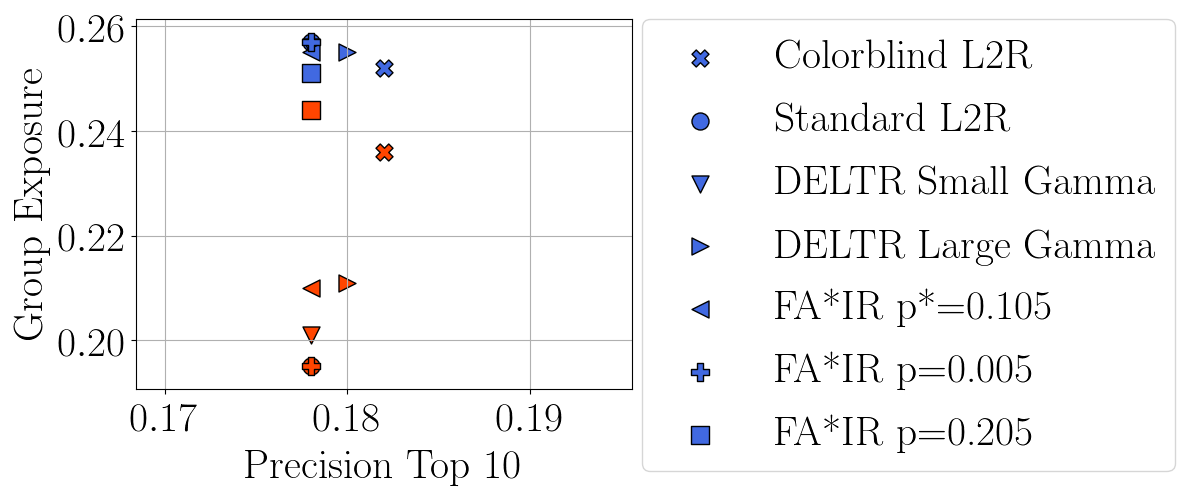 0.26
0.24
0.22
0.20
Group Exposure
0.17
0.18
0.19
Precision Top 10
Colorblind L2R
Standard L2R
DELTR Small Gamma
DELTR Large Gamma
FA*IR p*=0.105
FA*IR p=0.005
FA*IR p=0.205